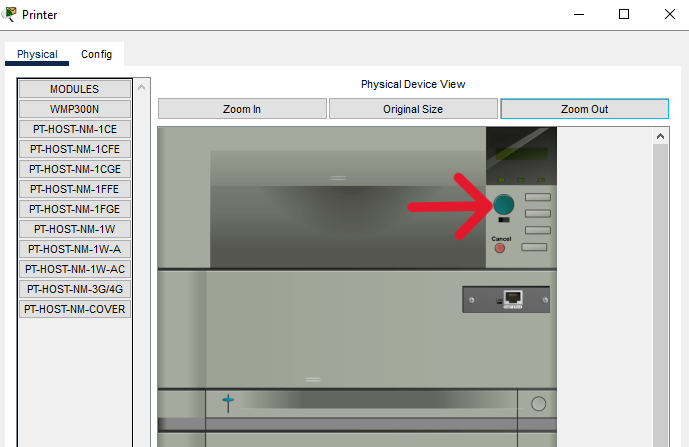 Printer
Physical
Config
MODULES
WMP300N
PT-HOST-NM-1CE
PT-HOST-NM-1CFE
PT-HOST-NM-1CGE
PT-HOST-NM-1FFE
PT-HOST-NM-1FGE
PT-HOST-NM-1W
PT-HOST-NM-1W-A
PT-HOST-NM-1W-AC
PT-HOST-NM-3G/4G
PT-HOST-NM-COVER
Physical Device View
Zoom In
Original Size
Zoom Out
Cancel